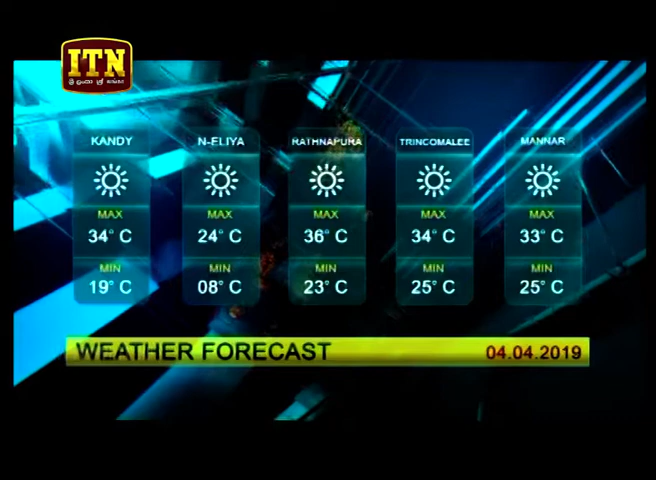 ITN
KANDY
MAX
34° C
MIN
19° C
N-ELIYA
MAX
24° C
MIN
08° C
RATHNAPURA
MAX
36° C
MIN
23° C
TRINCOMALEE
MAX
34° C
MIN
25° C
MANNAR
MAX
33° C
MIN
25° C
WEATHER FORECAST 04.04.2019